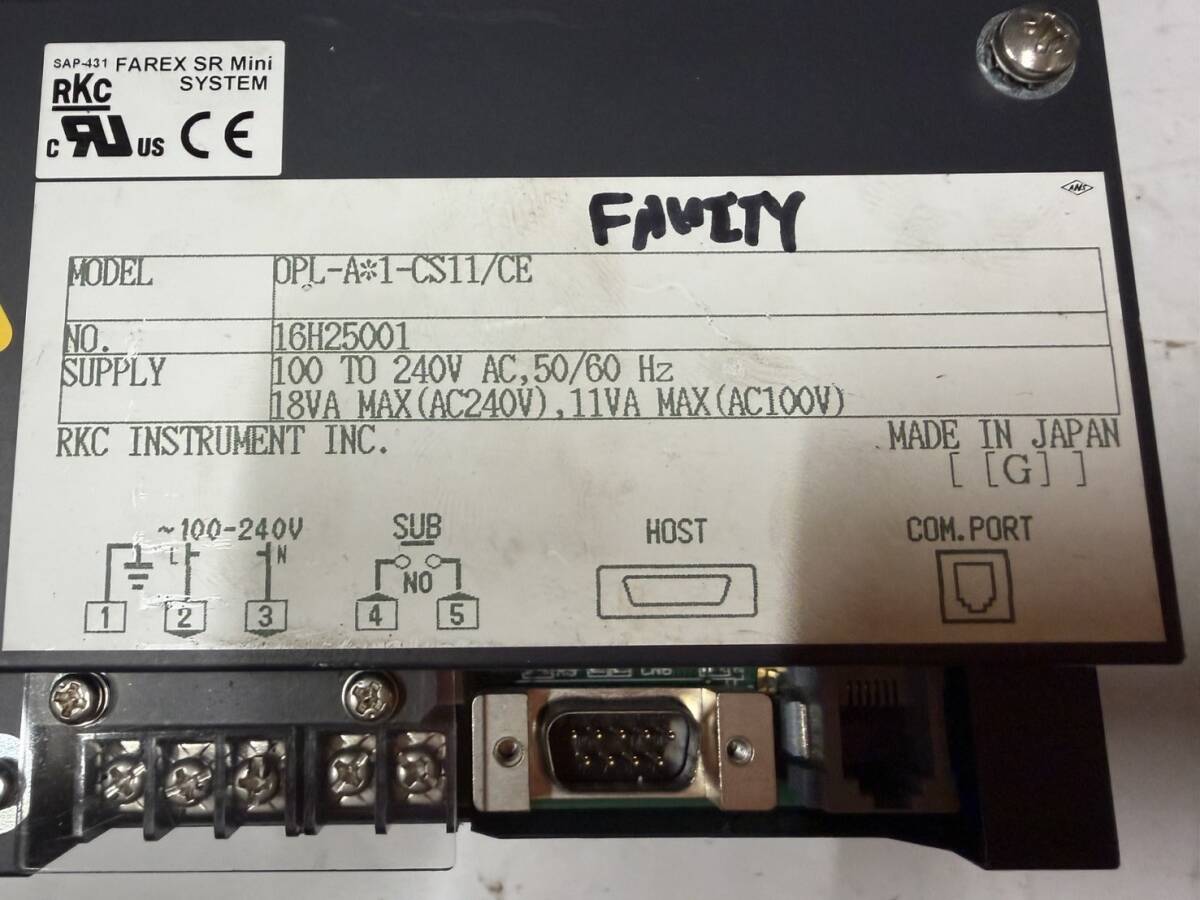 SAP-431 FAREX SR Mini
SYSTEM
RKC
C RU US CE
FAWITY
MODEL OPL-A*1-CS11/CE
NO. 16H25001
SUPPLY 100 TO 240V AC,50/60 Hz
18VA MAX(AC240V),11VA MAX(AC100V)
RKC INSTRUMENT INC. MADE IN JAPAN
[ [G] ]
~100-240V SUB HOST COM.PORT
L N NO
1 2 3 4 5